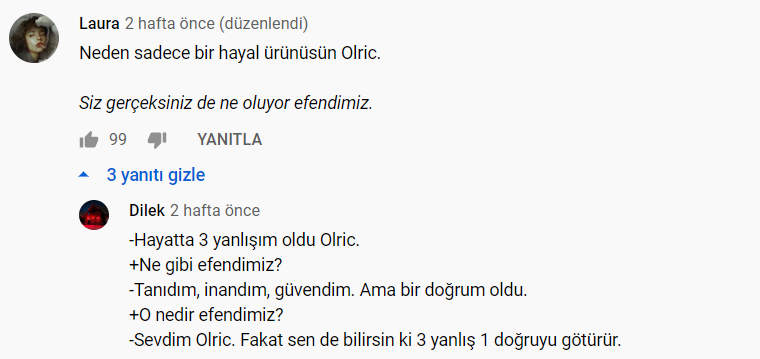 Laura 2 hafta önce (düzenlendi)
Neden sadece bir hayal ürünüsün Olric.
Siz gerçeksiniz de ne oluyor efendimiz.
99 YANITLA
3 yanıtı gizle
Dilek 2 hafta önce
-Hayatta 3 yanlışım oldu Olric.
+Ne gibi efendimiz?
-Tanıdım, inandım, güvendim. Ama bir doğrum oldu.
+O nedir efendimiz?
-Sevdim Olric. Fakat sen de bilirsin ki 3 yanlış 1 doğruyu götürür.